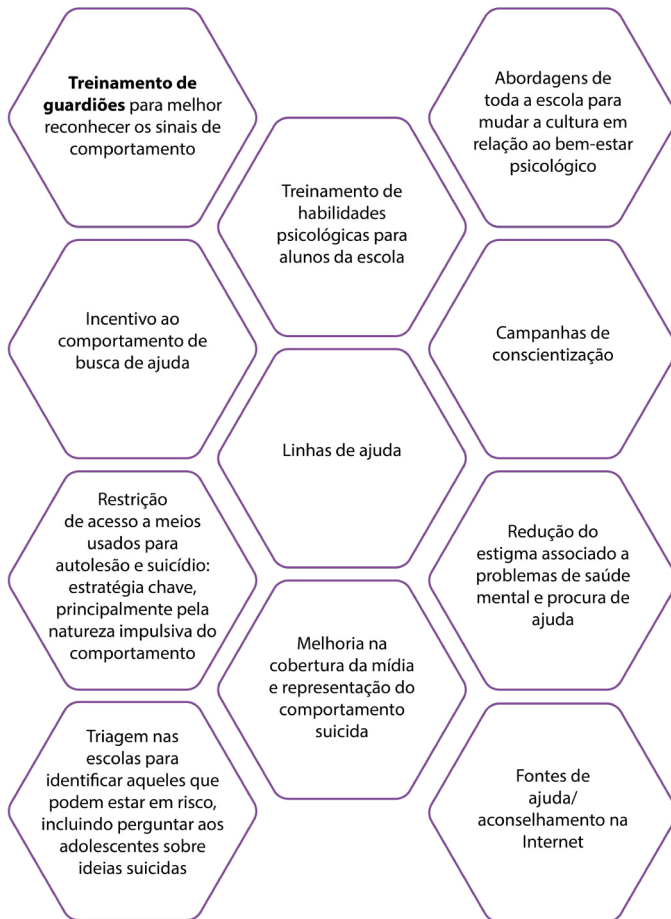 Treinamento de
guardiões para melhor
reconhecer os sinais de
comportamento
Abordagens de
toda a escola para
mudar a cultura em
relação ao bem-estar
psicológico
Treinamento de
habilidades
psicológicas para
alunos da escola
Incentivo ao
comportamento de
busca de ajuda
Campanhas de
conscientização
Linhas de ajuda
Restrição
de acesso a meios
usados para
autolesão e suicídio:
estratégia chave,
principalmente pela
natureza impulsiva do
comportamento
Redução do
estigma associado a
problemas de saúde
mental e procura de
ajuda
Melhoria na
cobertura da mídia
e representação do
comportamento
suicida
Triagem nas
escolas para
identificar aqueles que
podem estar em risco,
incluindo perguntar aos
adolescentes sobre
ideias suicidas
Fontes de
ajuda/
aconselhamento na
Internet